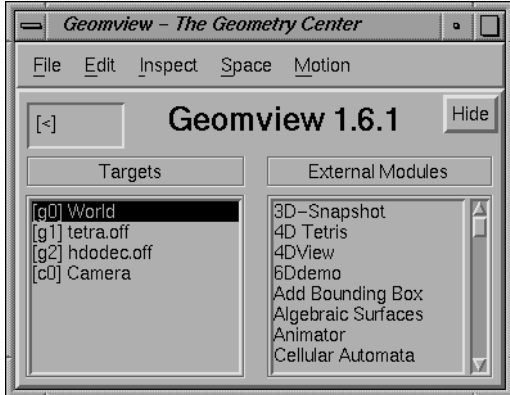 Geomview – The Geometry Center
File Edit Inspect Space Motion
[<] Geomview 1.6.1 Hide
Targets
[g0] World
[g1] tetra.off
[g2] hdodec.off
[c0] Camera
External Modules
3D–Snapshot
4D Tetris
4DView
6Ddemo
Add Bounding Box
Algebraic Surfaces
Animator
Cellular Automata